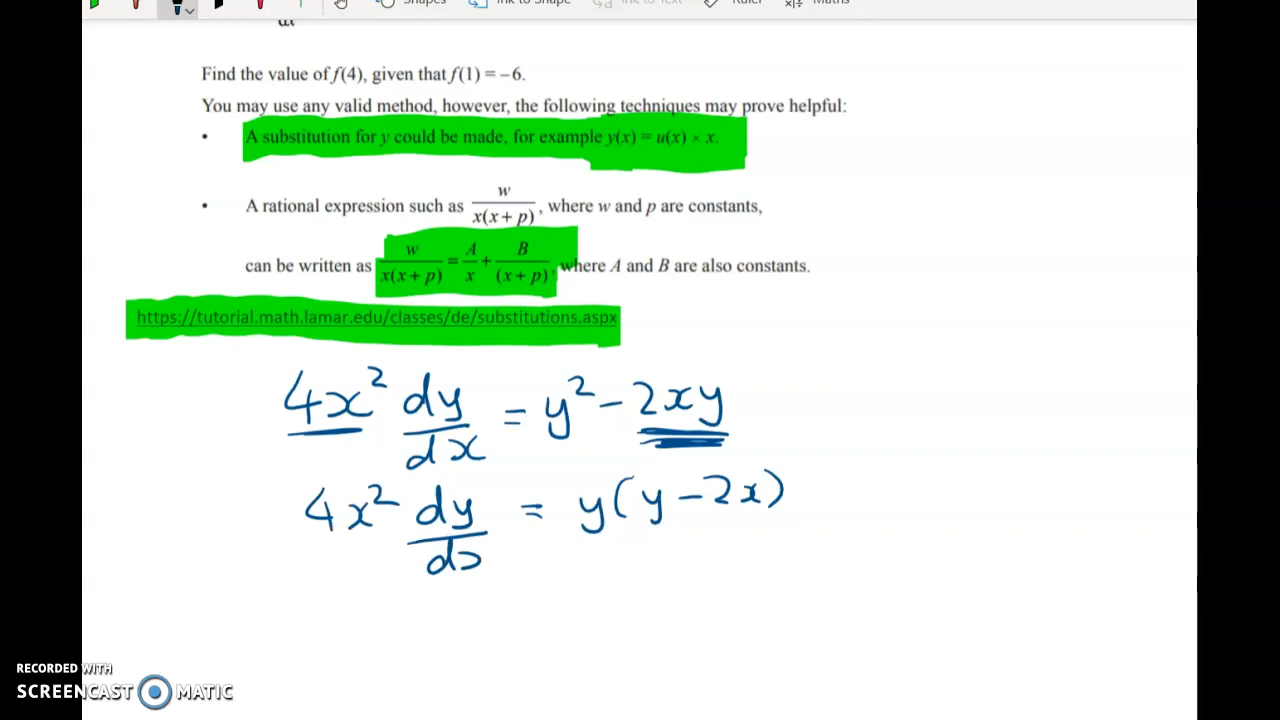 Shapes Ink to Shape Ink to Text Ruler Maths
dx
Find the value of f(4), given that f(1) = –6.
You may use any valid method, however, the following techniques may prove helpful:
• A substitution for y could be made, for example y(x) = u(x) × x.
• A rational expression such as w/x(x + p), where w and p are constants,
can be written as w/x(x + p) = A/x + B/(x + p), where A and B are also constants.
https://tutorial.math.lamar.edu/classes/de/substitutions.aspx
4x² dy/dx = y² – 2xy
4x² dy/dx = y(y – 2x)
RECORDED WITH
SCREENCAST MATIC